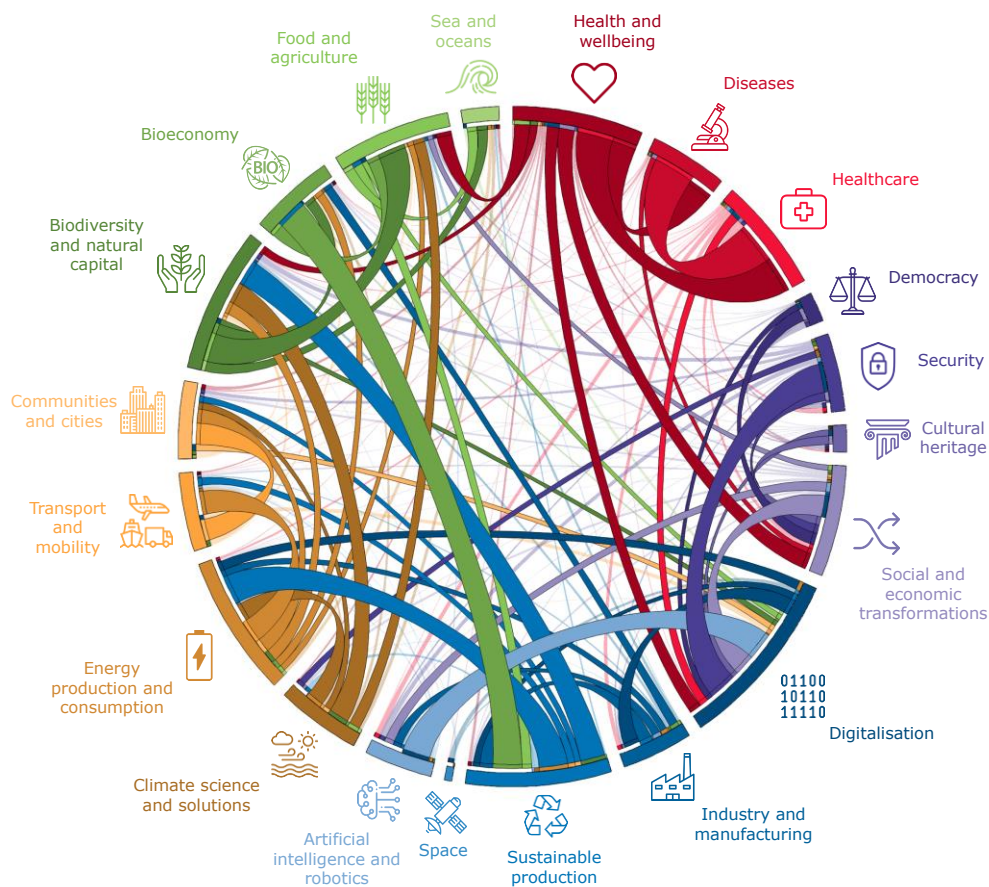 Sea and
oceans
Health and
wellbeing
Food and
agriculture
Diseases
Bioeconomy
BIO
Healthcare
Biodiversity
and natural
capital
Democracy
Security
Communities
and cities
Cultural
heritage
Transport
and
mobility
Social and
economic
transformations
Energy
production and
consumption
01100
10110
11110
Digitalisation
Climate science
and solutions
Industry and
manufacturing
Artificial
intelligence and
robotics
Space
Sustainable
production